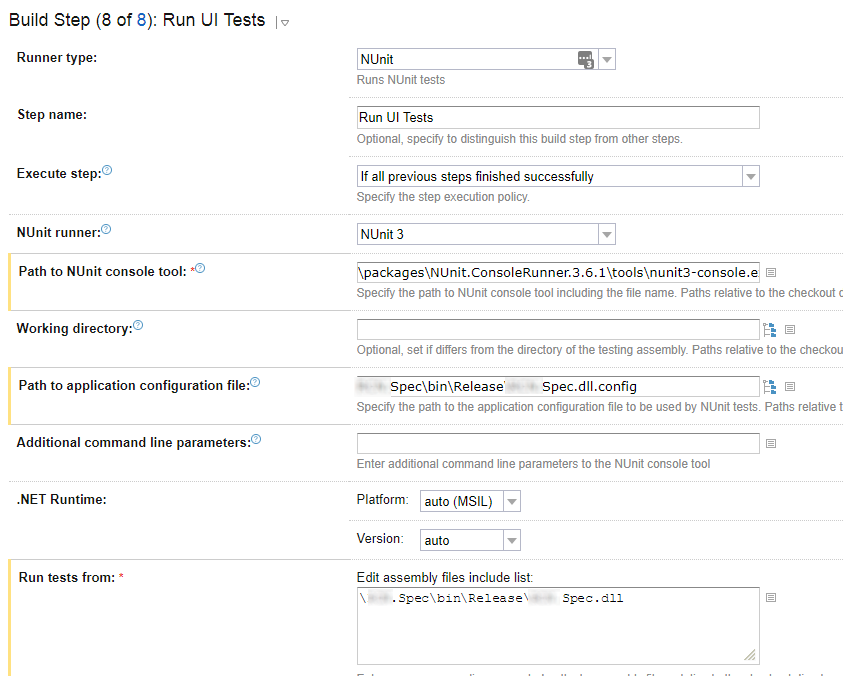 Build Step (8 of 8): Run UI Tests
Runner type:
NUnit
3
Runs NUnit tests
Step name:
Run UI Tests
Optional, specify to distinguish this build step from other steps.
Execute step:
If all previous steps finished successfully
Specify the step execution policy.
NUnit runner:
NUnit 3
Path to NUnit console tool: *
\packages\NUnit.ConsoleRunner.3.6.1\tools\nunit3-console.e
Specify the path to NUnit console tool including the file name. Paths relative to the checkout
Working directory:
Optional, set if differs from the directory of the testing assembly. Paths relative to the checkou
Path to application configuration file:
Spec\bin\Release Spec.dll.config
Specify the path to the application configuration file to be used by NUnit tests. Paths relative t
Additional command line parameters:
Enter additional command line parameters to the NUnit console tool
.NET Runtime:
Platform: auto (MSIL)
Version: auto
Run tests from: *
Edit assembly files include list:
\ .Spec\bin\Release\ Spec.dll